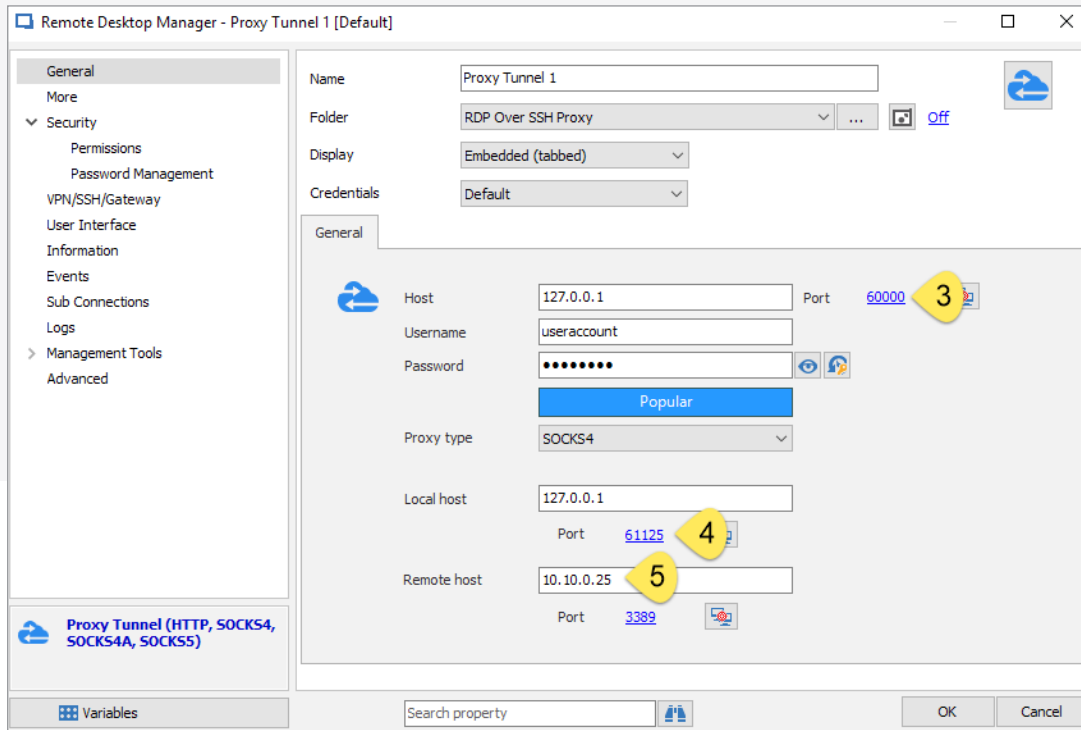 Remote Desktop Manager - Proxy Tunnel 1 [Default]
General
More
Security
Permissions
Password Management
VPN/SSH/Gateway
User Interface
Information
Events
Sub Connections
Logs
Management Tools
Advanced
Proxy Tunnel (HTTP, SOCKS4,
SOCKS4A, SOCKS5)
Variables
Name Proxy Tunnel 1
Folder RDP Over SSH Proxy ... Off
Display Embedded (tabbed)
Credentials Default
General
Host 127.0.0.1 Port 60000 3
Username useraccount
Password ••••••••
Popular
Proxy type SOCKS4
Local host 127.0.0.1
Port 61125 4
Remote host 10.10.0.25 5
Port 3389
Search property OK Cancel